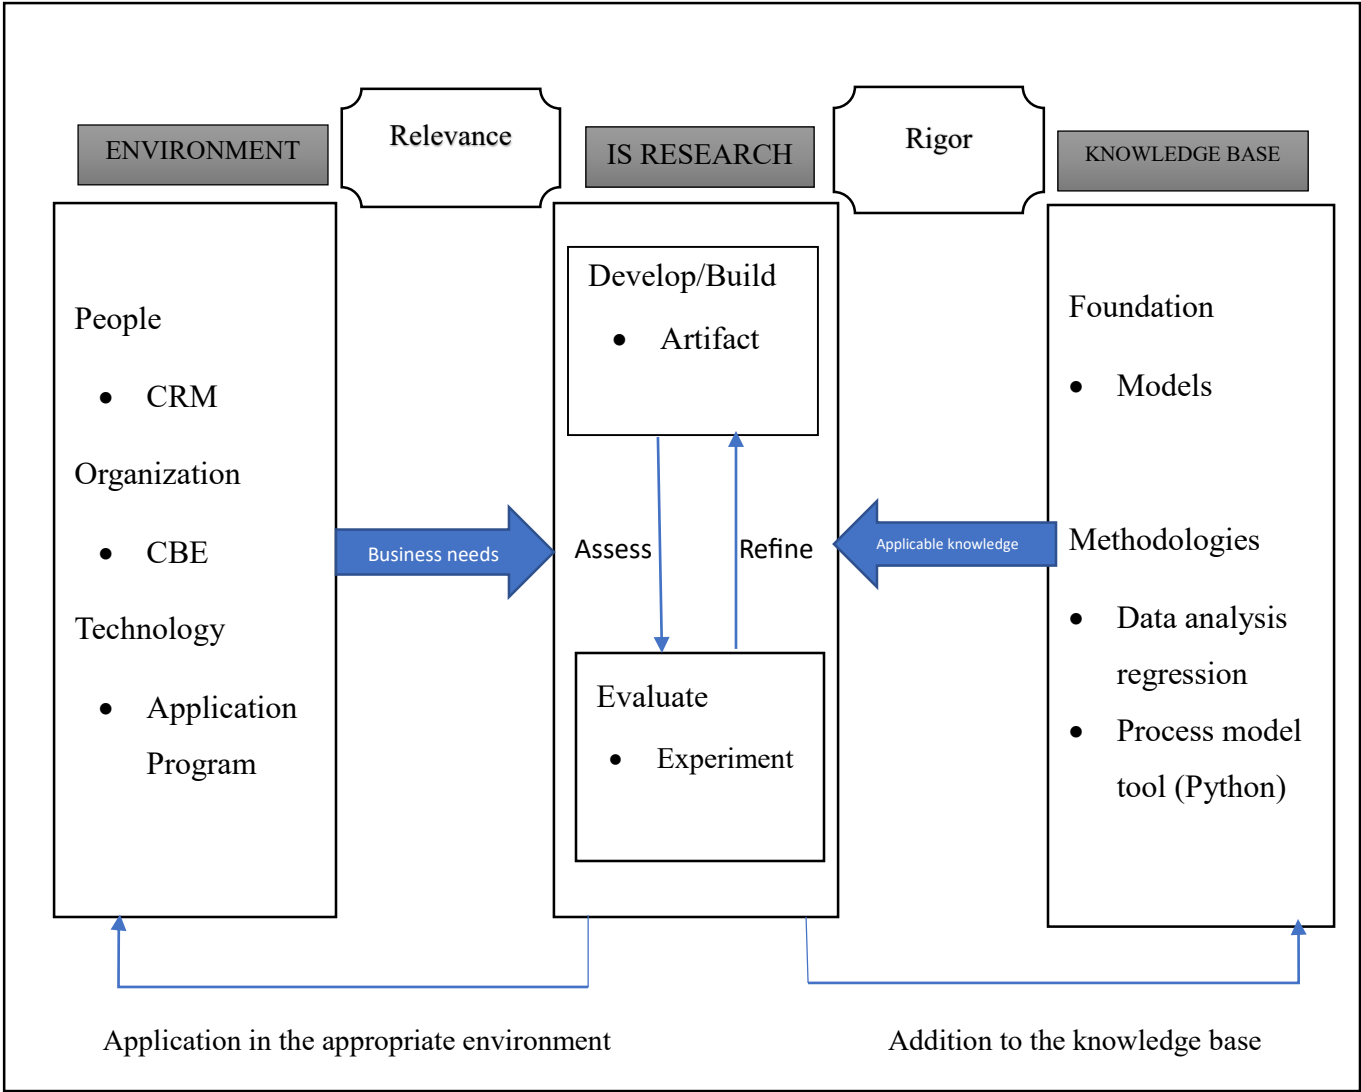 ENVIRONMENT
Relevance
IS RESEARCH
Rigor
KNOWLEDGE BASE
People
• CRM
Organization
• CBE
Technology
• Application
Program
Business needs
Develop/Build
• Artifact
Assess
Refine
Evaluate
• Experiment
Applicable knowledge
Foundation
• Models
Methodologies
• Data analysis
regression
• Process model
tool (Python)
Application in the appropriate environment
Addition to the knowledge base